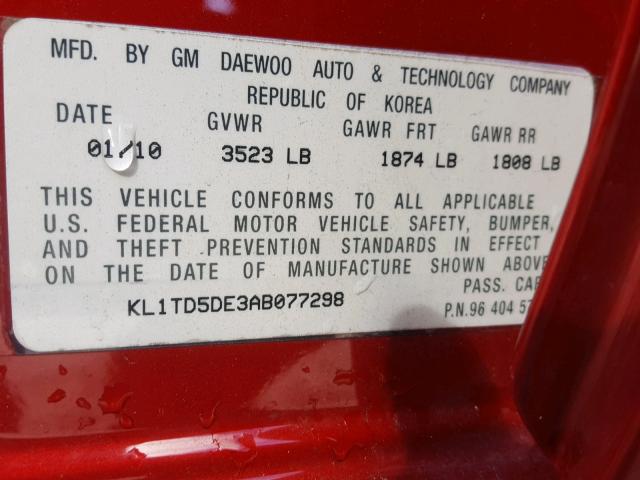 MFD. BY GM DAEWOO AUTO & TECHNOLOGY COMPANY
REPUBLIC OF KOREA
DATE GVWR GAWR FRT GAWR RR
01/10 3523 LB 1874 LB 1808 LB
THIS VEHICLE CONFORMS TO ALL APPLICABLE
U.S. FEDERAL MOTOR VEHICLE SAFETY, BUMPER,
AND THEFT PREVENTION STANDARDS IN EFFECT
ON THE DATE OF MANUFACTURE SHOWN ABOVE
PASS. CAR
KL1TD5DE3AB077298
P.N.96 404